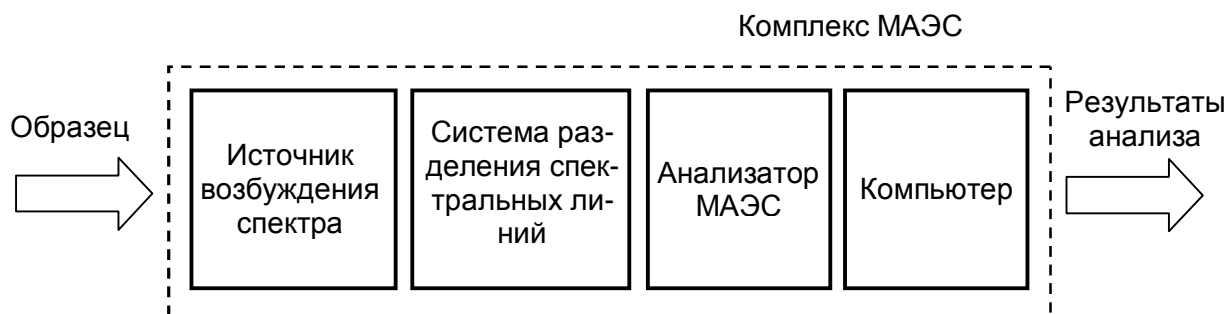 Комплекс МАЭС
Образец
Источник
возбуждения
спектра
Система раз-
деления спек-
тральных ли-
ний
Анализатор
МАЭС
Компьютер
Результаты
анализа